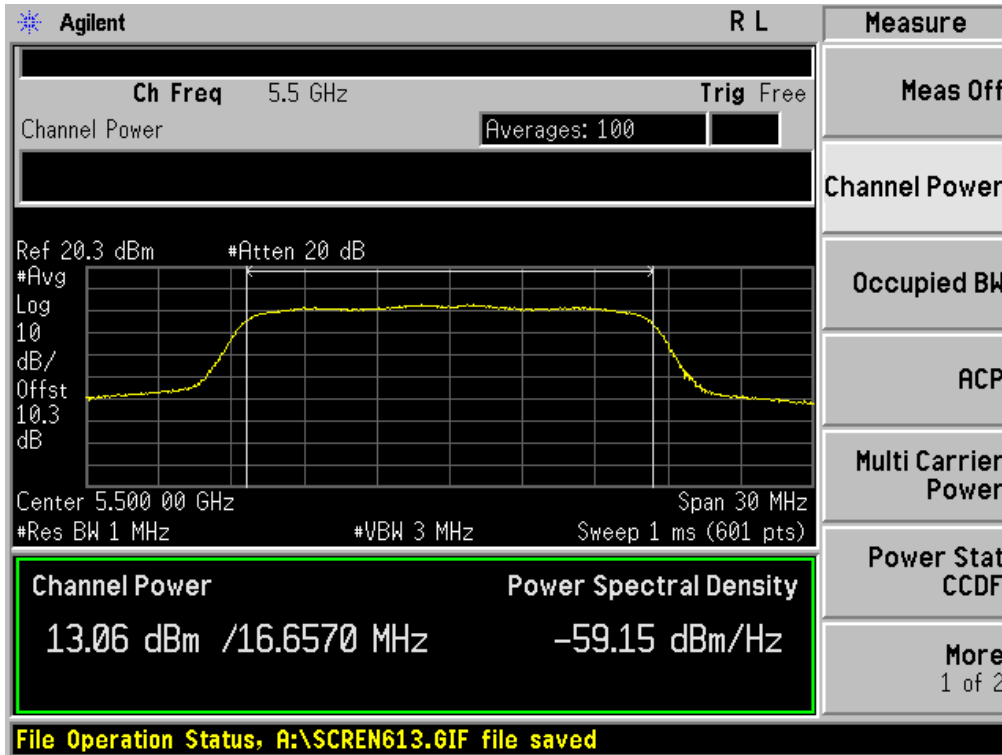 Agilent R L Measure
Ch Freq 5.5 GHz Trig Free
Channel Power Averages: 100
Meas Off
Channel Power
Ref 20.3 dBm #Atten 20 dB
#Avg
Log
10
dB/
Offst
10.3
dB
Center 5.500 00 GHz Span 30 MHz
#Res BW 1 MHz #VBW 3 MHz Sweep 1 ms (601 pts)
Channel Power Power Spectral Density
13.06 dBm /16.6570 MHz -59.15 dBm/Hz
Occupied BW
ACP
Multi Carrier
Power
Power Stat
CCDF
More
1 of 2
File Operation Status, A:\SCREN613.GIF file saved